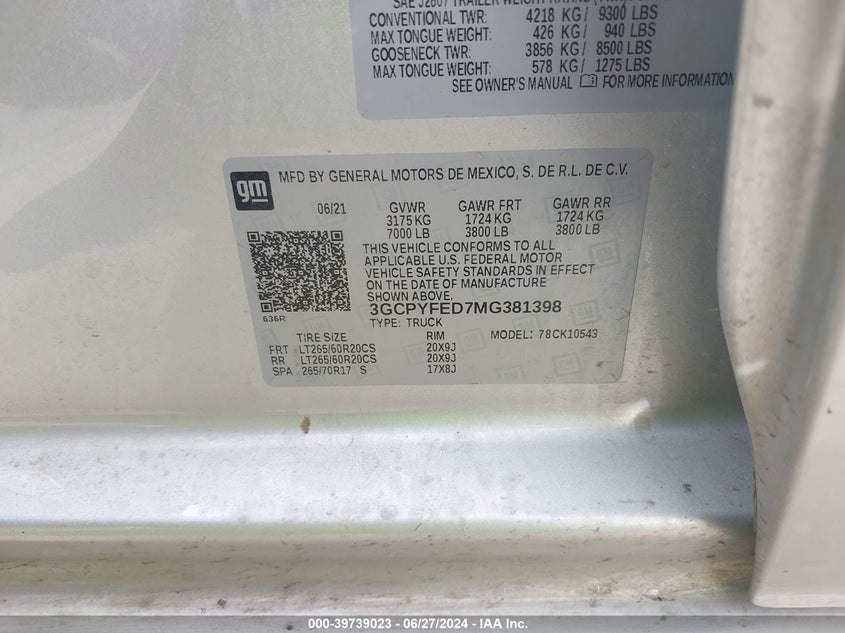 SAE J2807 TRAILER WEIGHT
CONVENTIONAL TWR: 4218 KG / 9300 LBS
MAX TONGUE WEIGHT: 426 KG / 940 LBS
GOOSENECK TWR: 3856 KG / 8500 LBS
MAX TONGUE WEIGHT: 578 KG / 1275 LBS
SEE OWNER'S MANUAL FOR MORE INFORMATION
gm MFD BY GENERAL MOTORS DE MEXICO, S. DE R.L. DE C.V.
06/21 GVWR GAWR FRT GAWR RR
3175 KG 1724 KG 1724 KG
7000 LB 3800 LB 3800 LB
THIS VEHICLE CONFORMS TO ALL
APPLICABLE U.S. FEDERAL MOTOR
VEHICLE SAFETY STANDARDS IN EFFECT
ON THE DATE OF MANUFACTURE
SHOWN ABOVE.
636R 3GCPYFED7MG381398
TYPE: TRUCK MODEL: 78CK10543
TIRE SIZE RIM
FRT LT265/60R20CS 20X9J
RR LT265/60R20CS 20X9J
SPA 265/70R17 S 17X8J
000-39739023 - 06/27/2024 - IAA Inc.